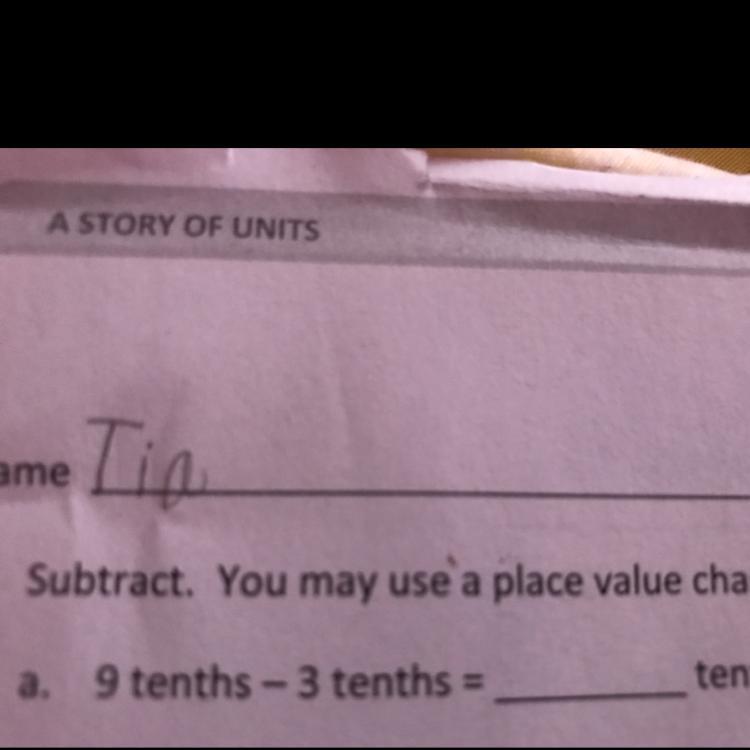 A STORY OF UNITS
ame Tia
Subtract. You may use a place value cha
a. 9 tenths – 3 tenths = ________ ten